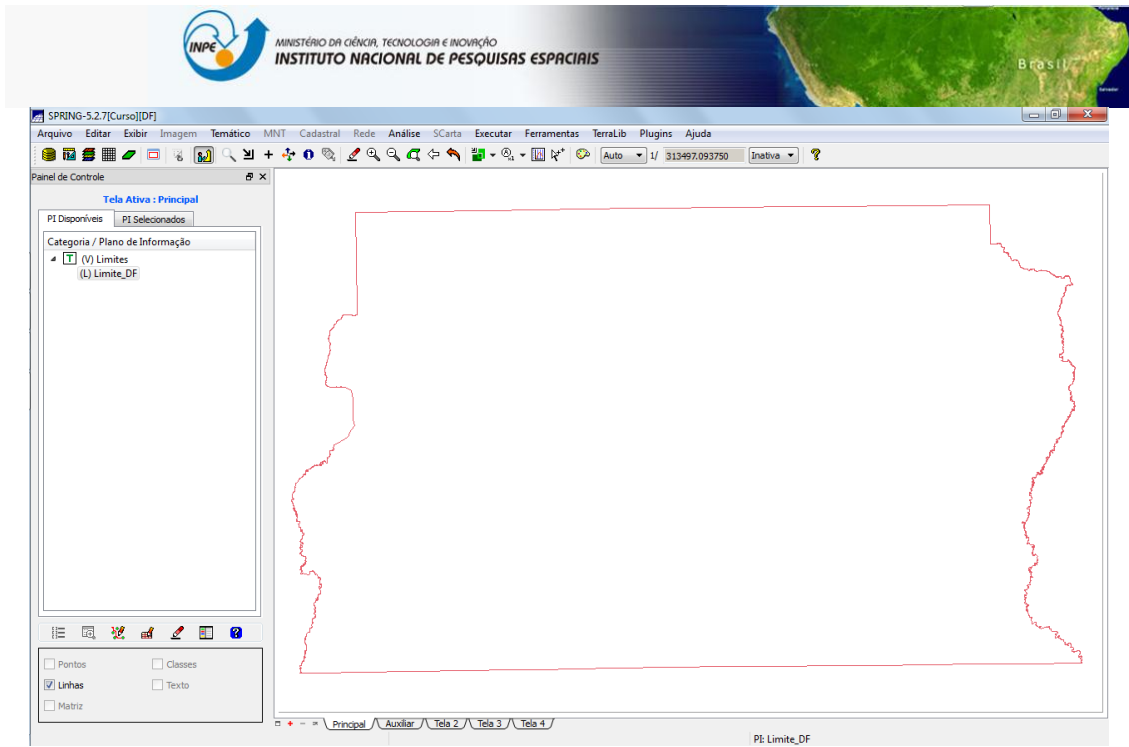 INPE
MINISTÉRIO DA CIÊNCIA, TECNOLOGIA E INOVAÇÃO
INSTITUTO NACIONAL DE PESQUISAS ESPACIAIS
Brasil
SPRING-5.2.7[Curso][DF]
Arquivo Editar Exibir Imagem Temático MNT Cadastral Rede Análise SCarta Executar Ferramentas TerraLib Plugins Ajuda
Auto 1/ 313497.093750 Inativa
Painel de Controle
Tela Ativa : Principal
PI Disponíveis PI Selecionados
Categoria / Plano de Informação
T (V) Limites
(L) Limite_DF
Pontos Classes
Linhas Texto
Matriz
Principal Auxiliar Tela 2 Tela 3 Tela 4
PI: Limite_DF